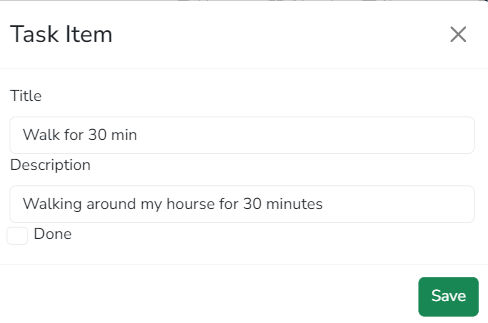 Task Item
Title
Walk for 30 min
Description
Walking around my hourse for 30 minutes
Done
Save